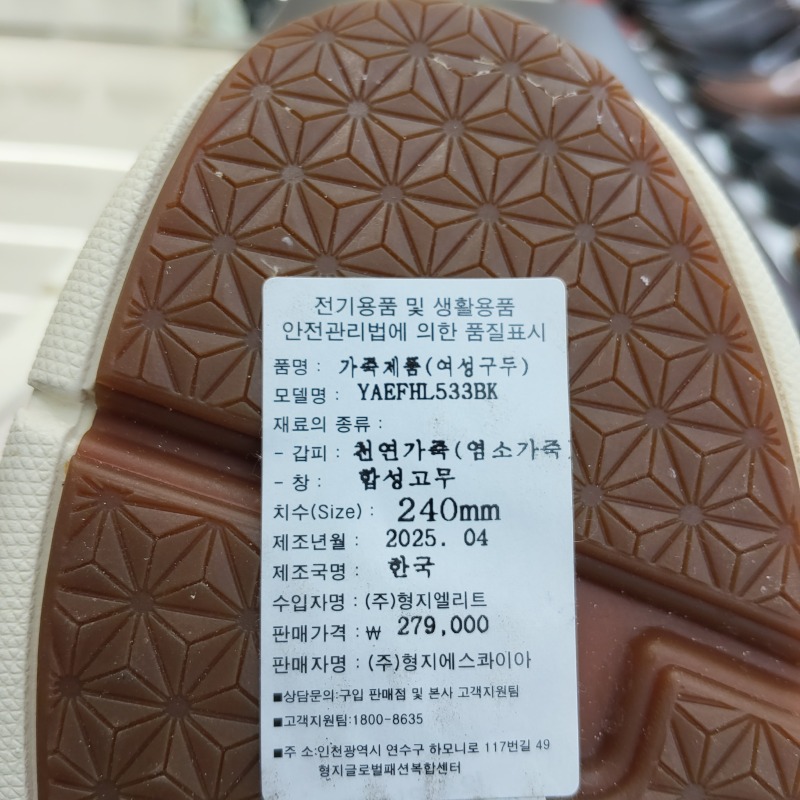 전기용품 및 생활용품
안전관리법에 의한 품질표시
품명 : 가죽제품(여성구두)
모델명 : YAEFHL533BK
재료의 종류 :
- 갑피 : 천연가죽(염소가죽)
- 창 : 합성고무
치수(Size) : 240mm
제조년월 : 2025. 04
제조국명 : 한국
수입자명 : (주)형지엘리트
판매가격 : ₩ 279,000
판매자명 : (주)형지에스콰이아
■상담문의:구입 판매점 및 본사 고객지원팀
■고객지원팀:1800-8635
■주 소:인천광역시 연수구 하모니로 177번길 49
형지글로벌패션복합센터